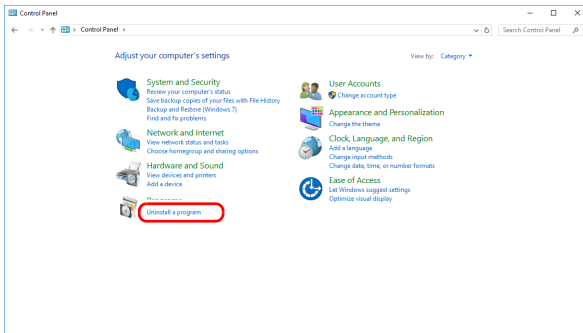 Control Panel
Control Panel
Search Control Panel
Adjust your computer's settings
View by: Category
System and Security
Review your computer's status
Save backup copies of your files with File History
Backup and Restore (Windows 7)
Find and fix problems
Network and Internet
View network status and tasks
Choose homegroup and sharing options
Hardware and Sound
View devices and printers
Add a device
Uninstall a program
User Accounts
Change account type
Appearance and Personalization
Change the theme
Clock, Language, and Region
Add a language
Change input methods
Change date, time, or number formats
Ease of Access
Let Windows suggest settings
Optimize visual display